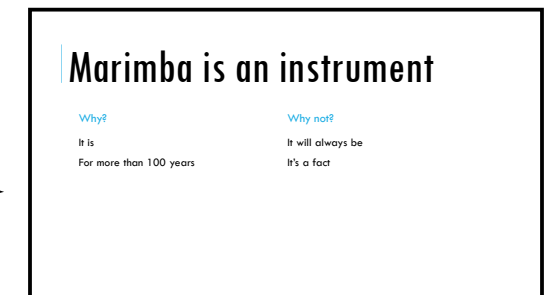 Marimba is an instrument
Why?
It is
For more than 100 years
Why not?
It will always be
It's a fact